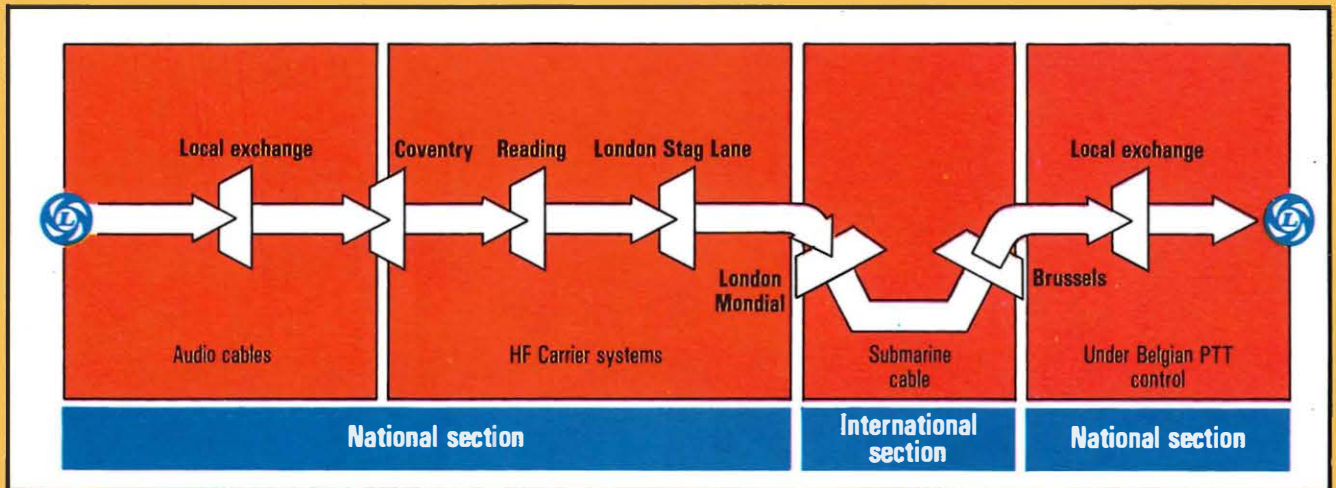 Local exchange
Coventry
Reading
London Stag Lane
Local exchange
L
L
London
Mondial
Brussels
Audio cables
HF Carrier systems
Submarine
cable
Under Belgian PTT
control
National section
International
section
National section